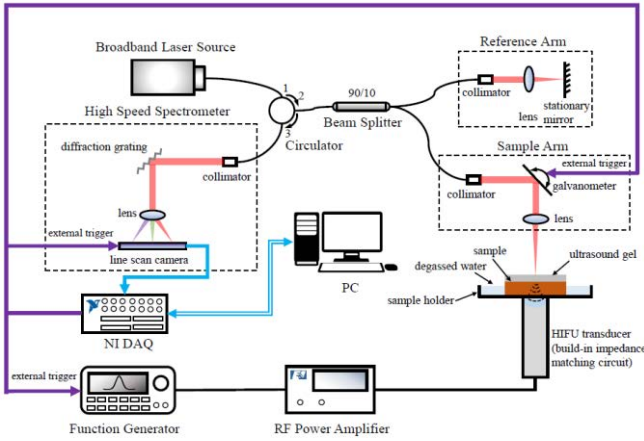 Broadband Laser Source
High Speed Spectrometer
1
2
3
Circulator
90/10
Beam Splitter
Reference Arm
collimator
lens
stationary
mirror
Sample Arm
external trigger
collimator
galvanometer
lens
diffraction grating
collimator
lens
external trigger
line scan camera
PC
NI DAQ
sample
ultrasound gel
degassed water
sample holder
HIFU transducer
(build-in impedance
matching circuit)
external trigger
Function Generator
RF Power Amplifier